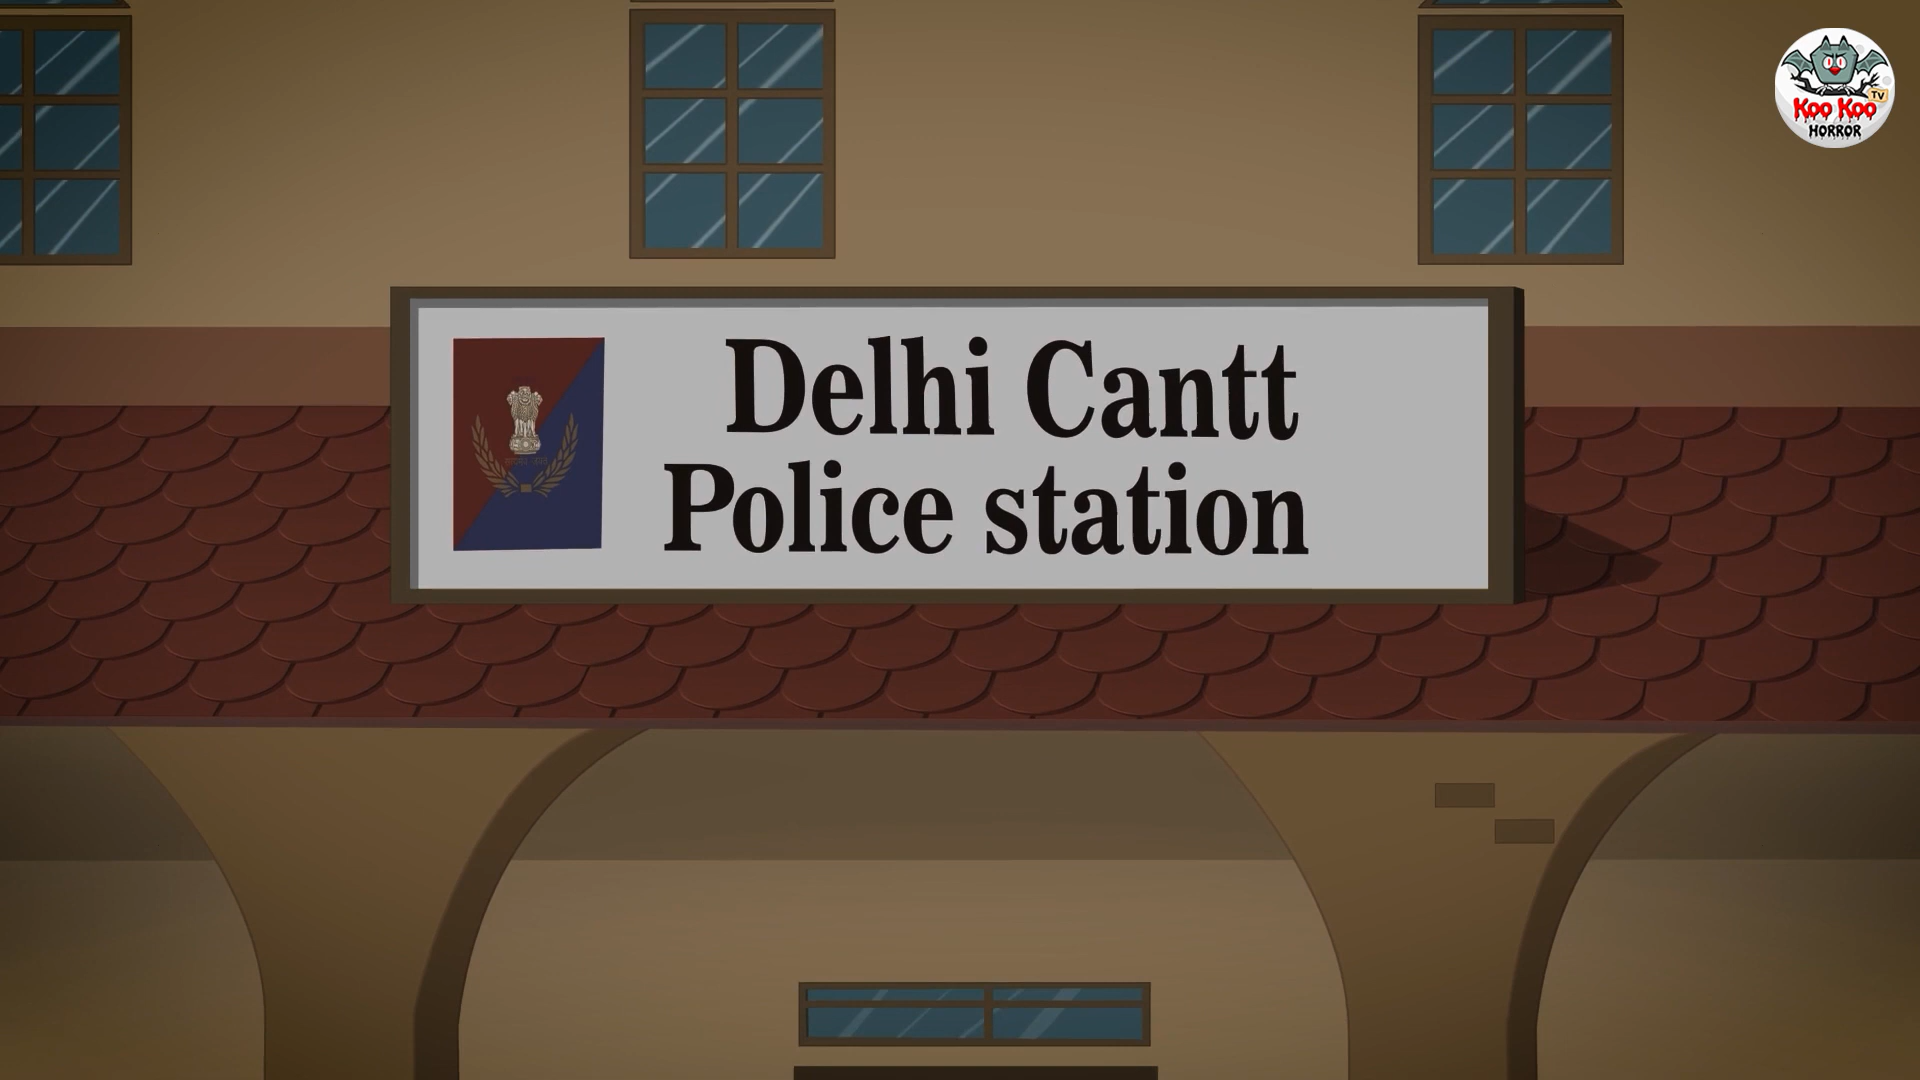 Delhi Cantt
Police station
Koo Koo
TV
HORROR